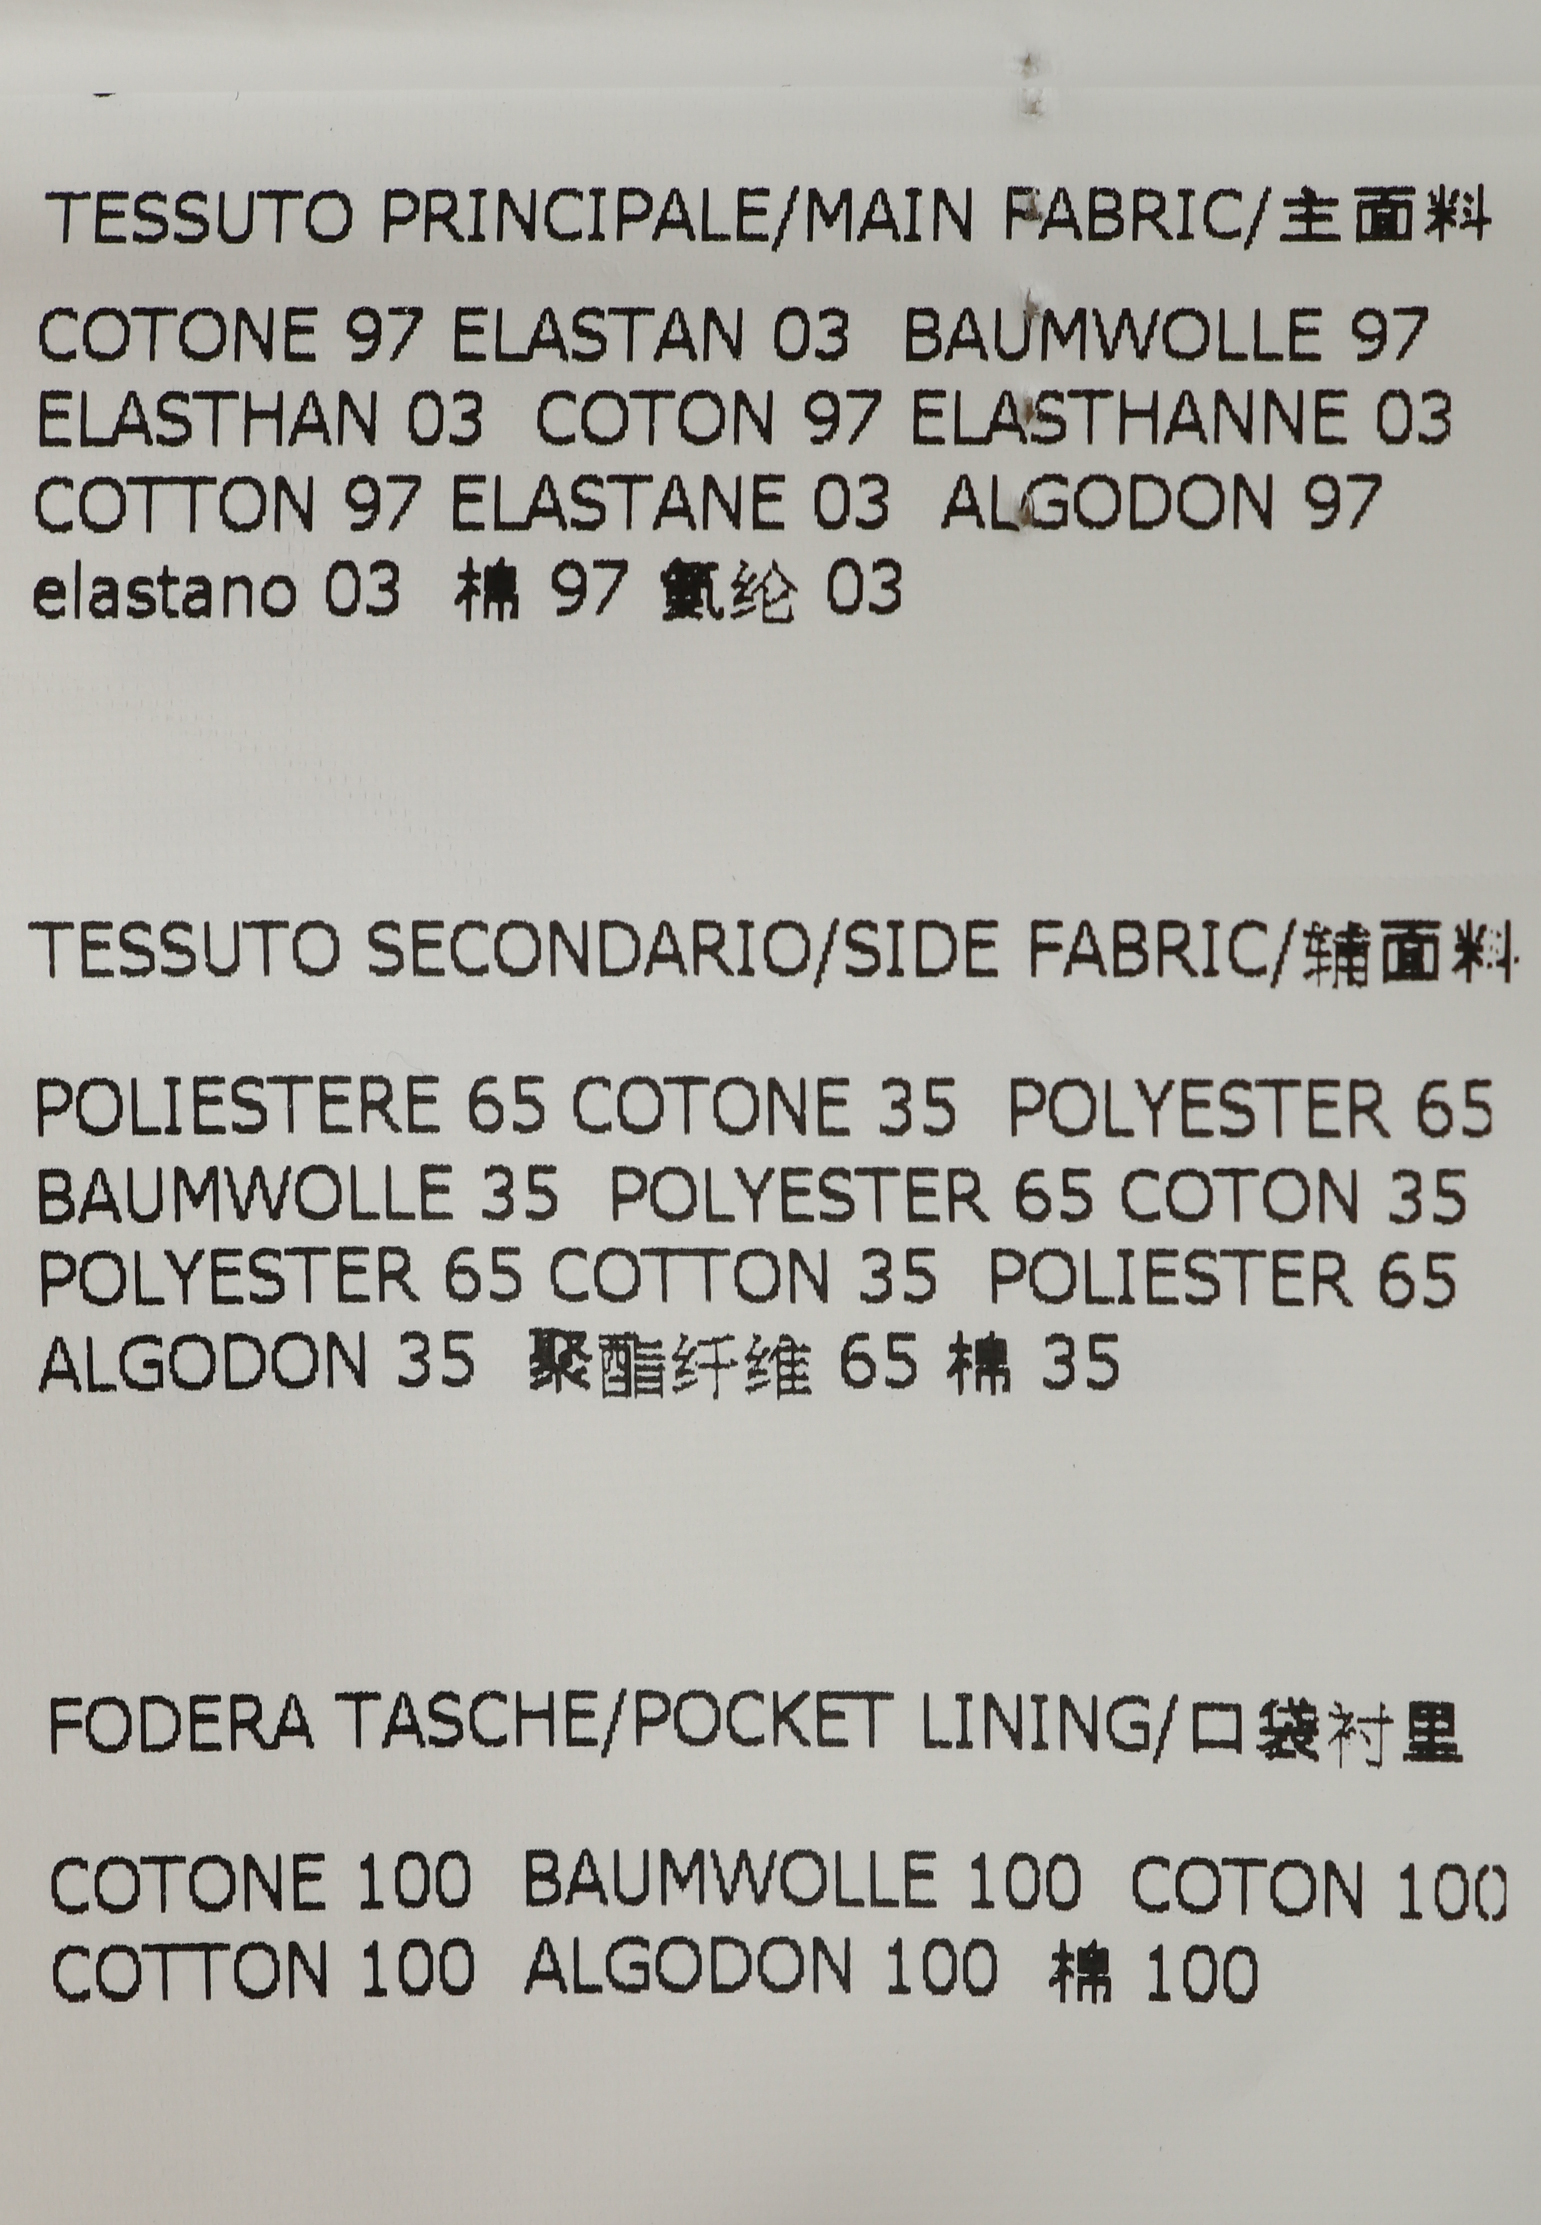 TESSUTO PRINCIPALE/MAIN FABRIC/主面料
COTONE 97 ELASTAN 03 BAUMWOLLE 97
ELASTHAN 03 COTON 97 ELASTHANNE 03
COTTON 97 ELASTANE 03 ALGODON 97
elastano 03 棉 97 氨纶 03
TESSUTO SECONDARIO/SIDE FABRIC/辅面料
POLIESTERE 65 COTONE 35 POLYESTER 65
BAUMWOLLE 35 POLYESTER 65 COTON 35
POLYESTER 65 COTTON 35 POLIESTER 65
ALGODON 35 聚酯纤维 65 棉 35
FODERA TASCHE/POCKET LINING/口袋衬里
COTONE 100 BAUMWOLLE 100 COTON 100
COTTON 100 ALGODON 100 棉 100